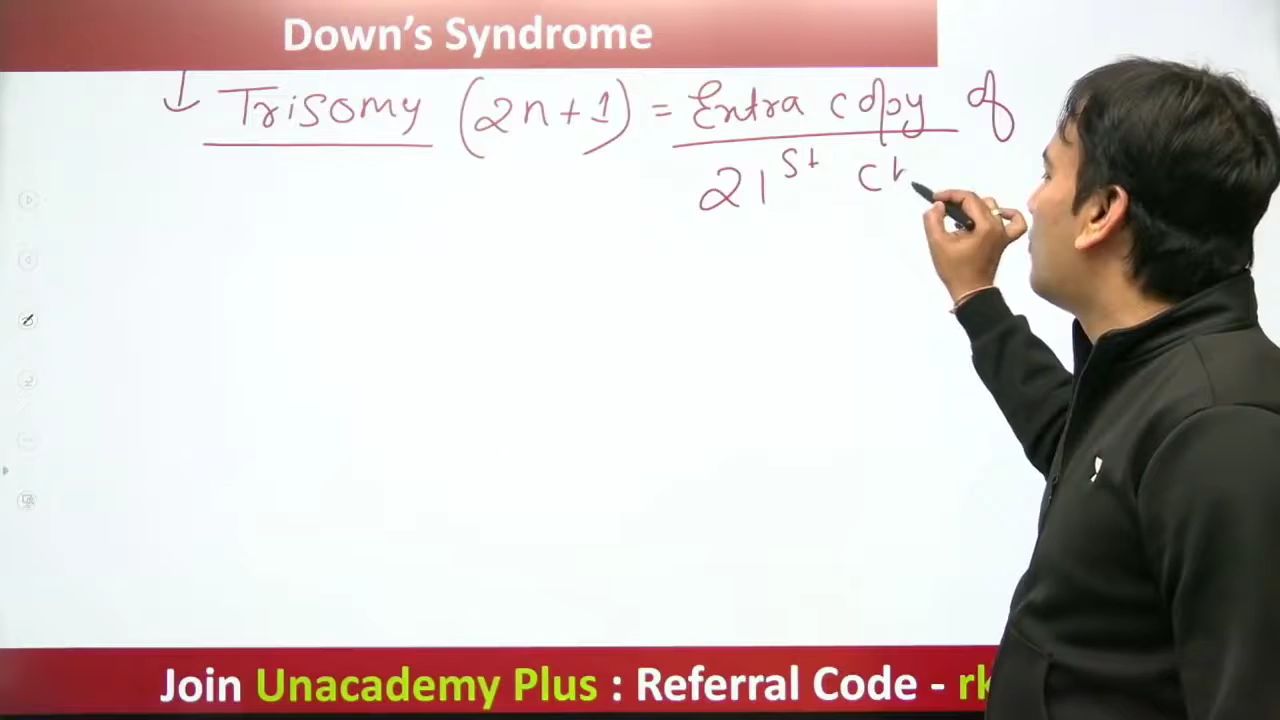 Down's Syndrome
↓ Trisomy (2n+1) = Extra copy of
21st
Join Unacademy Plus : Referral Code - rk